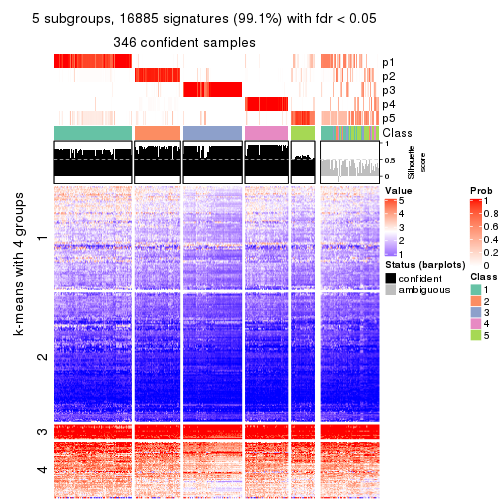 5 subgroups, 16885 signatures (99.1%) with fdr < 0.05
346 confident samples
p1
p2
p3
p4
p5
Class
1
0.5
0
Silhouette
score
k-means with 4 groups
1
2
3
4
Value
5
4
3
2
1
Status (barplots)
confident
ambiguous
Prob
1
0.8
0.6
0.4
0.2
0
Class
1
2
3
4
5